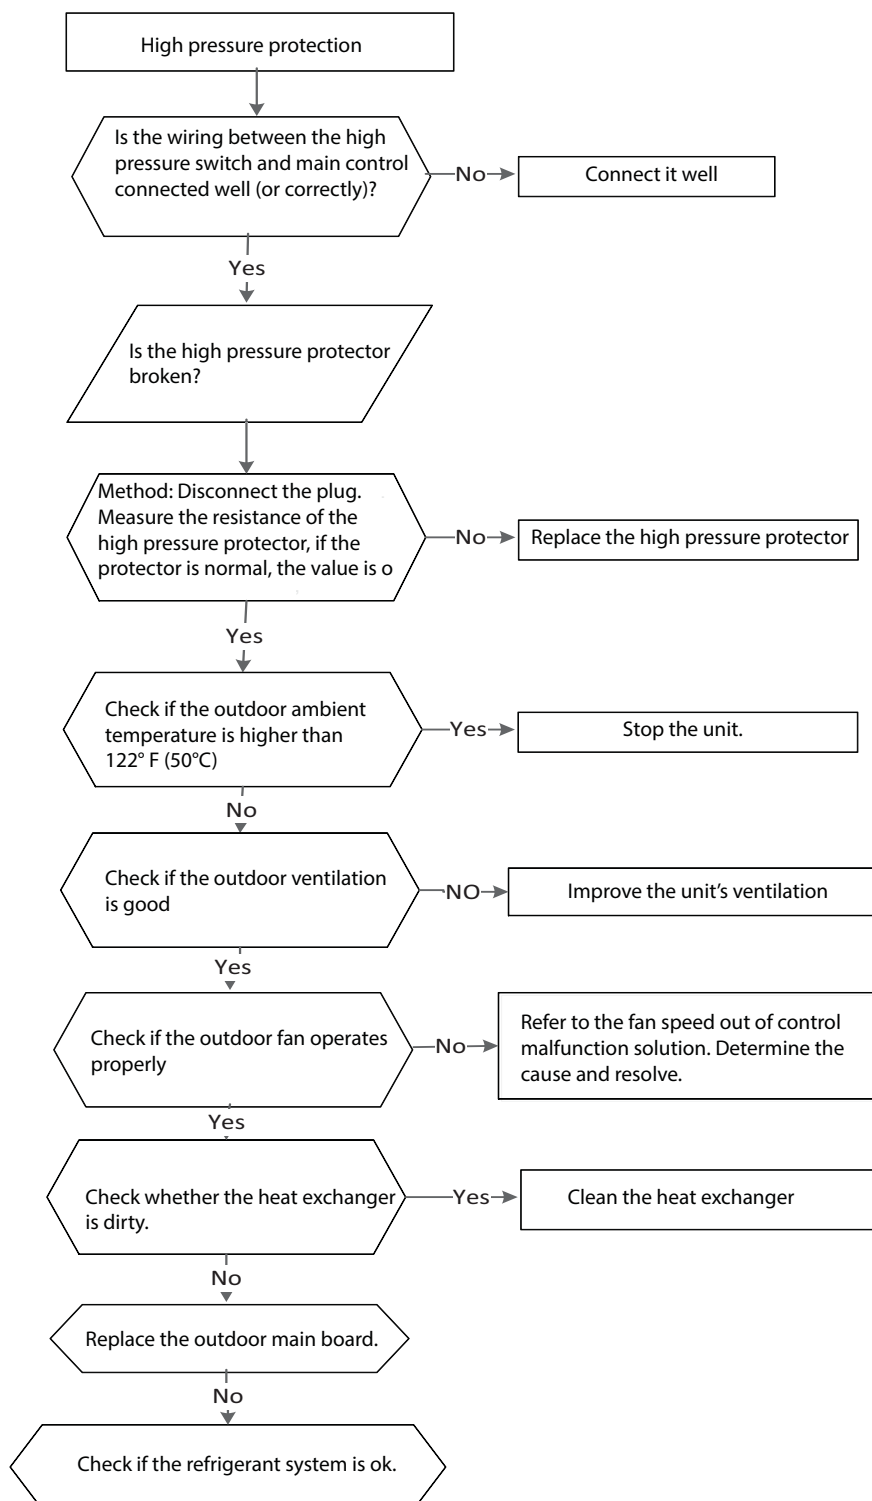 High pressure protection
Is the wiring between the high
pressure switch and main control
connected well (or correctly)?
No
Connect it well
Yes
Is the high pressure protector
broken?
Method: Disconnect the plug.
Measure the resistance of the
high pressure protector, if the
protector is normal, the value is o
No
Replace the high pressure protector
Yes
Check if the outdoor ambient
temperature is higher than
122° F (50°C)
Yes
Stop the unit.
No
Check if the outdoor ventilation
is good
NO
Improve the unit’s ventilation
Yes
Check if the outdoor fan operates
properly
No
Refer to the fan speed out of control
malfunction solution. Determine the
cause and resolve.
Yes
Check whether the heat exchanger
is dirty.
Yes
Clean the heat exchanger
No
Replace the outdoor main board.
No
Check if the refrigerant system is ok.